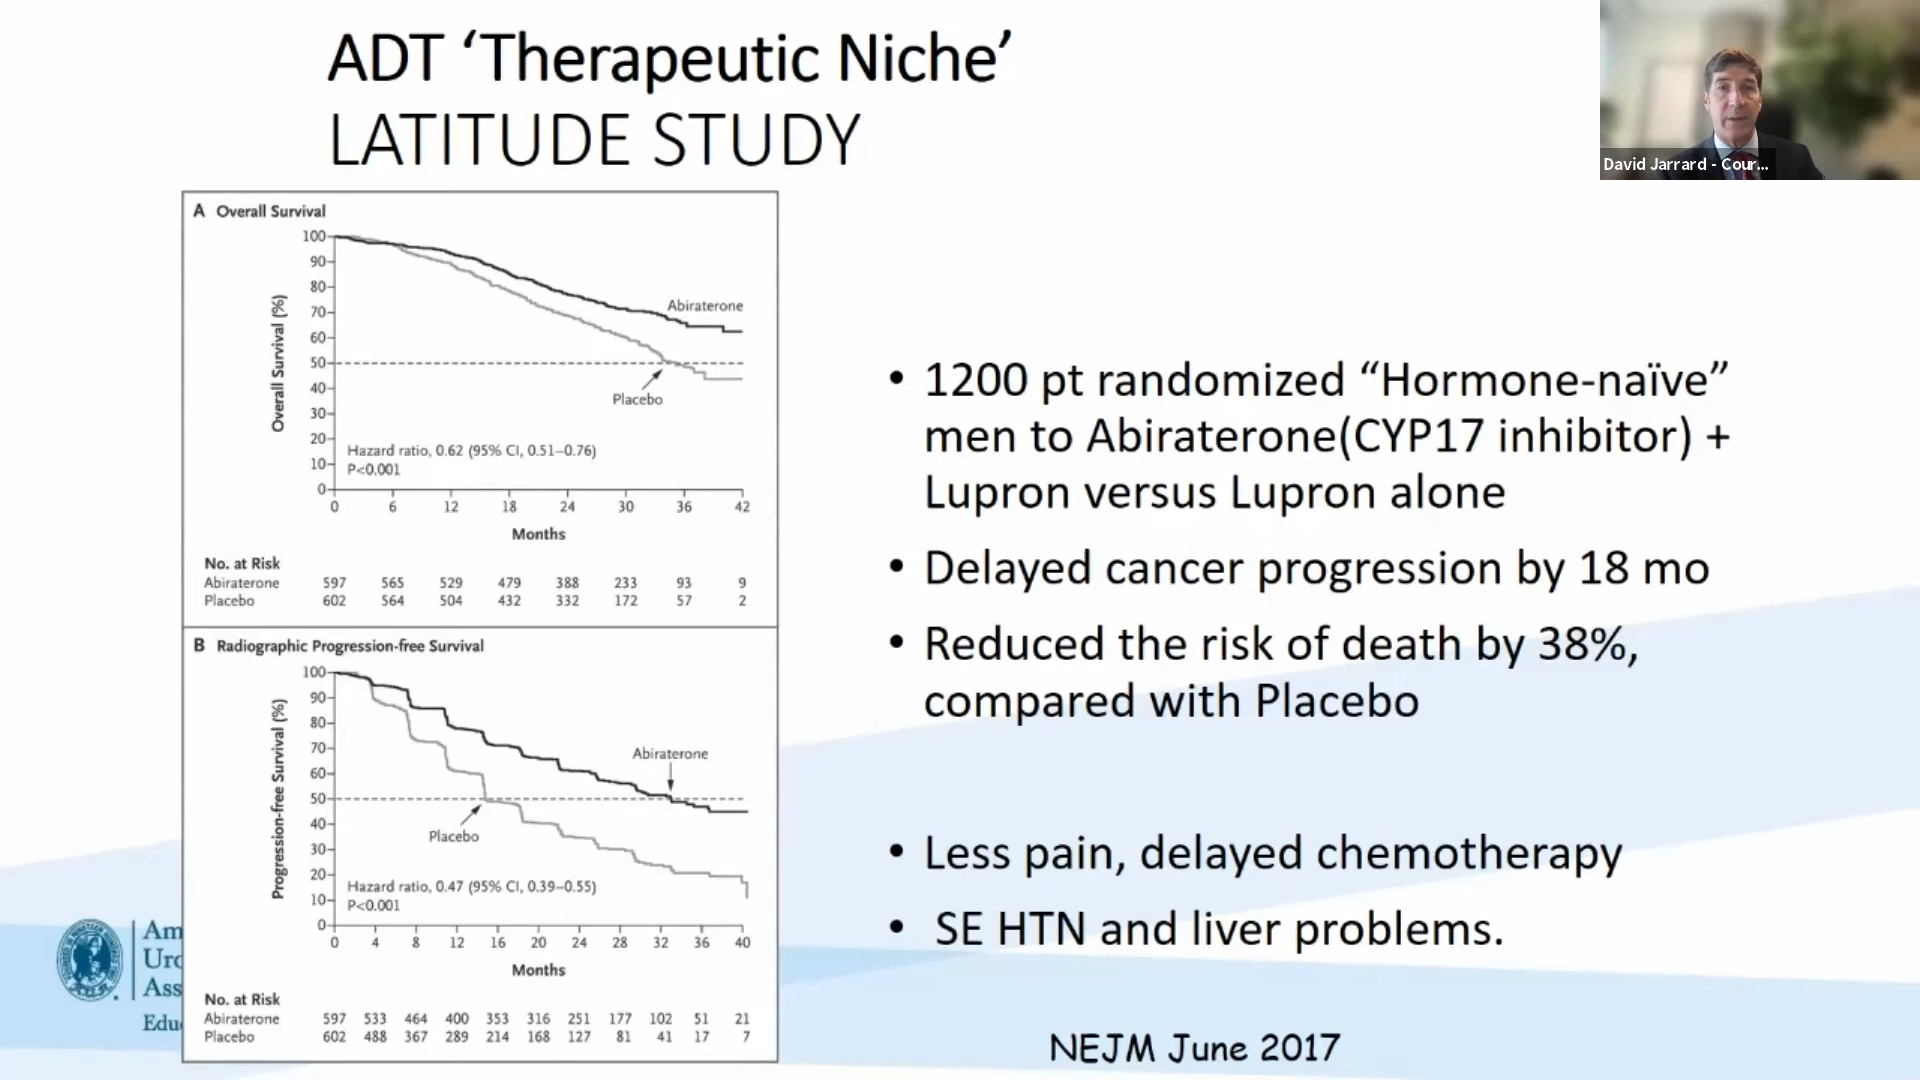 ADT ‘Therapeutic Niche’
LATITUDE STUDY
David Jarrard - Cour...
A Overall Survival
Overall Survival (%)
100
90
80
70
60
50
40
30
20
10
0
Abiraterone
Placebo
Hazard ratio, 0.62 (95% CI, 0.51–0.76)
P<0.001
0 6 12 18 24 30 36 42
Months
No. at Risk
Abiraterone 597 565 529 479 388 233 93 9
Placebo 602 564 504 432 332 172 57 2
B Radiographic Progression-free Survival
Progression-free Survival (%)
100
90
80
70
60
50
40
30
20
10
0
Abiraterone
Placebo
Hazard ratio, 0.47 (95% CI, 0.39–0.55)
P<0.001
0 4 8 12 16 20 24 28 32 36 40
Months
No. at Risk
Abiraterone 597 533 464 400 353 316 251 177 102 51 21
Placebo 602 488 367 289 214 168 127 81 41 17 7
• 1200 pt randomized “Hormone-naïve”
men to Abiraterone(CYP17 inhibitor) +
Lupron versus Lupron alone
• Delayed cancer progression by 18 mo
• Reduced the risk of death by 38%,
compared with Placebo
• Less pain, delayed chemotherapy
• SE HTN and liver problems.
Am
Uro
Ass
Edu
NEJM June 2017